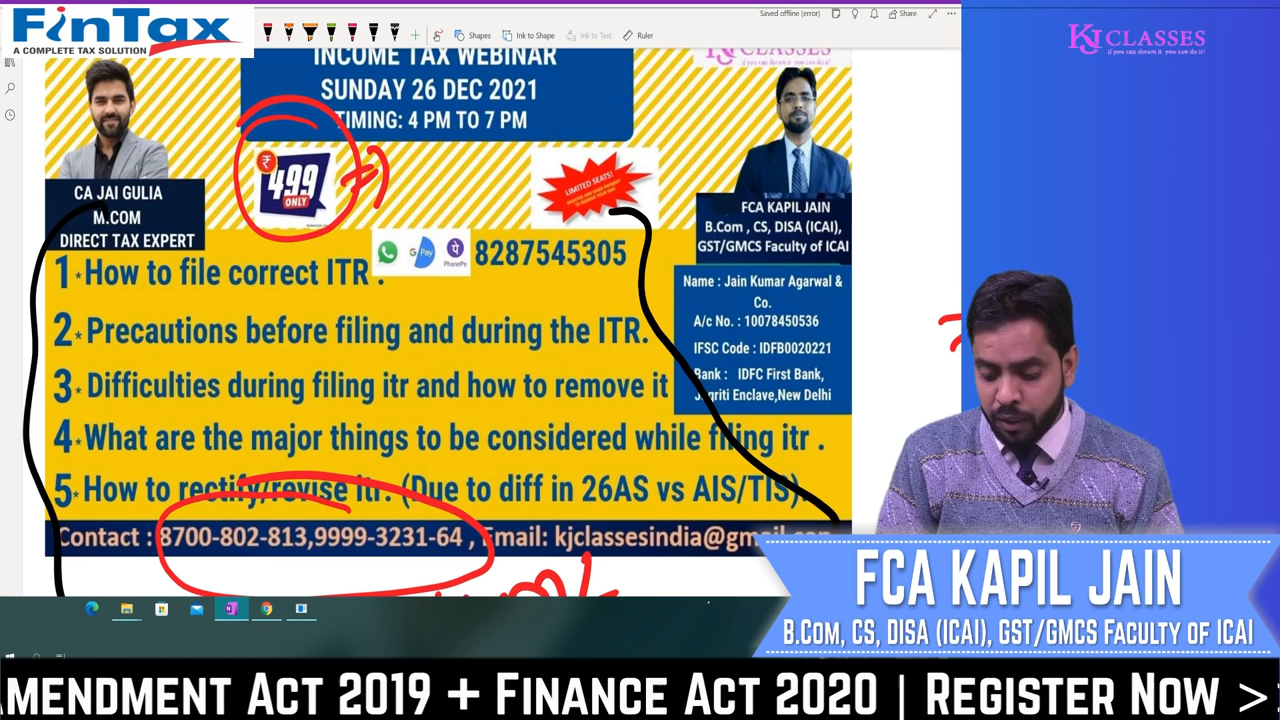 FinTax
A COMPLETE TAX SOLUTION
Saved offline (error)
Share
Shapes
Ink to Shape
Ink to Text
Ruler
KJ CLASSES
if you can dream it you can do it!
INCOME TAX WEBINAR
SUNDAY 26 DEC 2021
TIMING: 4 PM TO 7 PM
₹
499
ONLY
LIMITED SEATS!
CA JAI GULIA
M.COM
DIRECT TAX EXPERT
FCA KAPIL JAIN
B.Com , CS, DISA (ICAI),
GST/GMCS Faculty of ICAI
G Pay
PhonePe
8287545305
1* How to file correct ITR .
2* Precautions before filing and during the ITR.
3* Difficulties during filing itr and how to remove it
4* What are the major things to be considered while filing itr .
5* How to rectify/revise itr. (Due to diff in 26AS vs AIS/TIS).
Name : Jain Kumar Agarwal &
Co.
A/c No. : 10078450536
IFSC Code : IDFB0020221
Bank : IDFC First Bank,
Jagriti Enclave,New Delhi
Contact : 8700-802-813,9999-3231-64 , Email: kjclassesindia@gmail.com
FCA KAPIL JAIN
B.Com, CS, DISA (ICAI), GST/GMCS Faculty of ICAI
MENDMENT ACT 2019 + FINANCE ACT 2020 | REGISTER NOW >